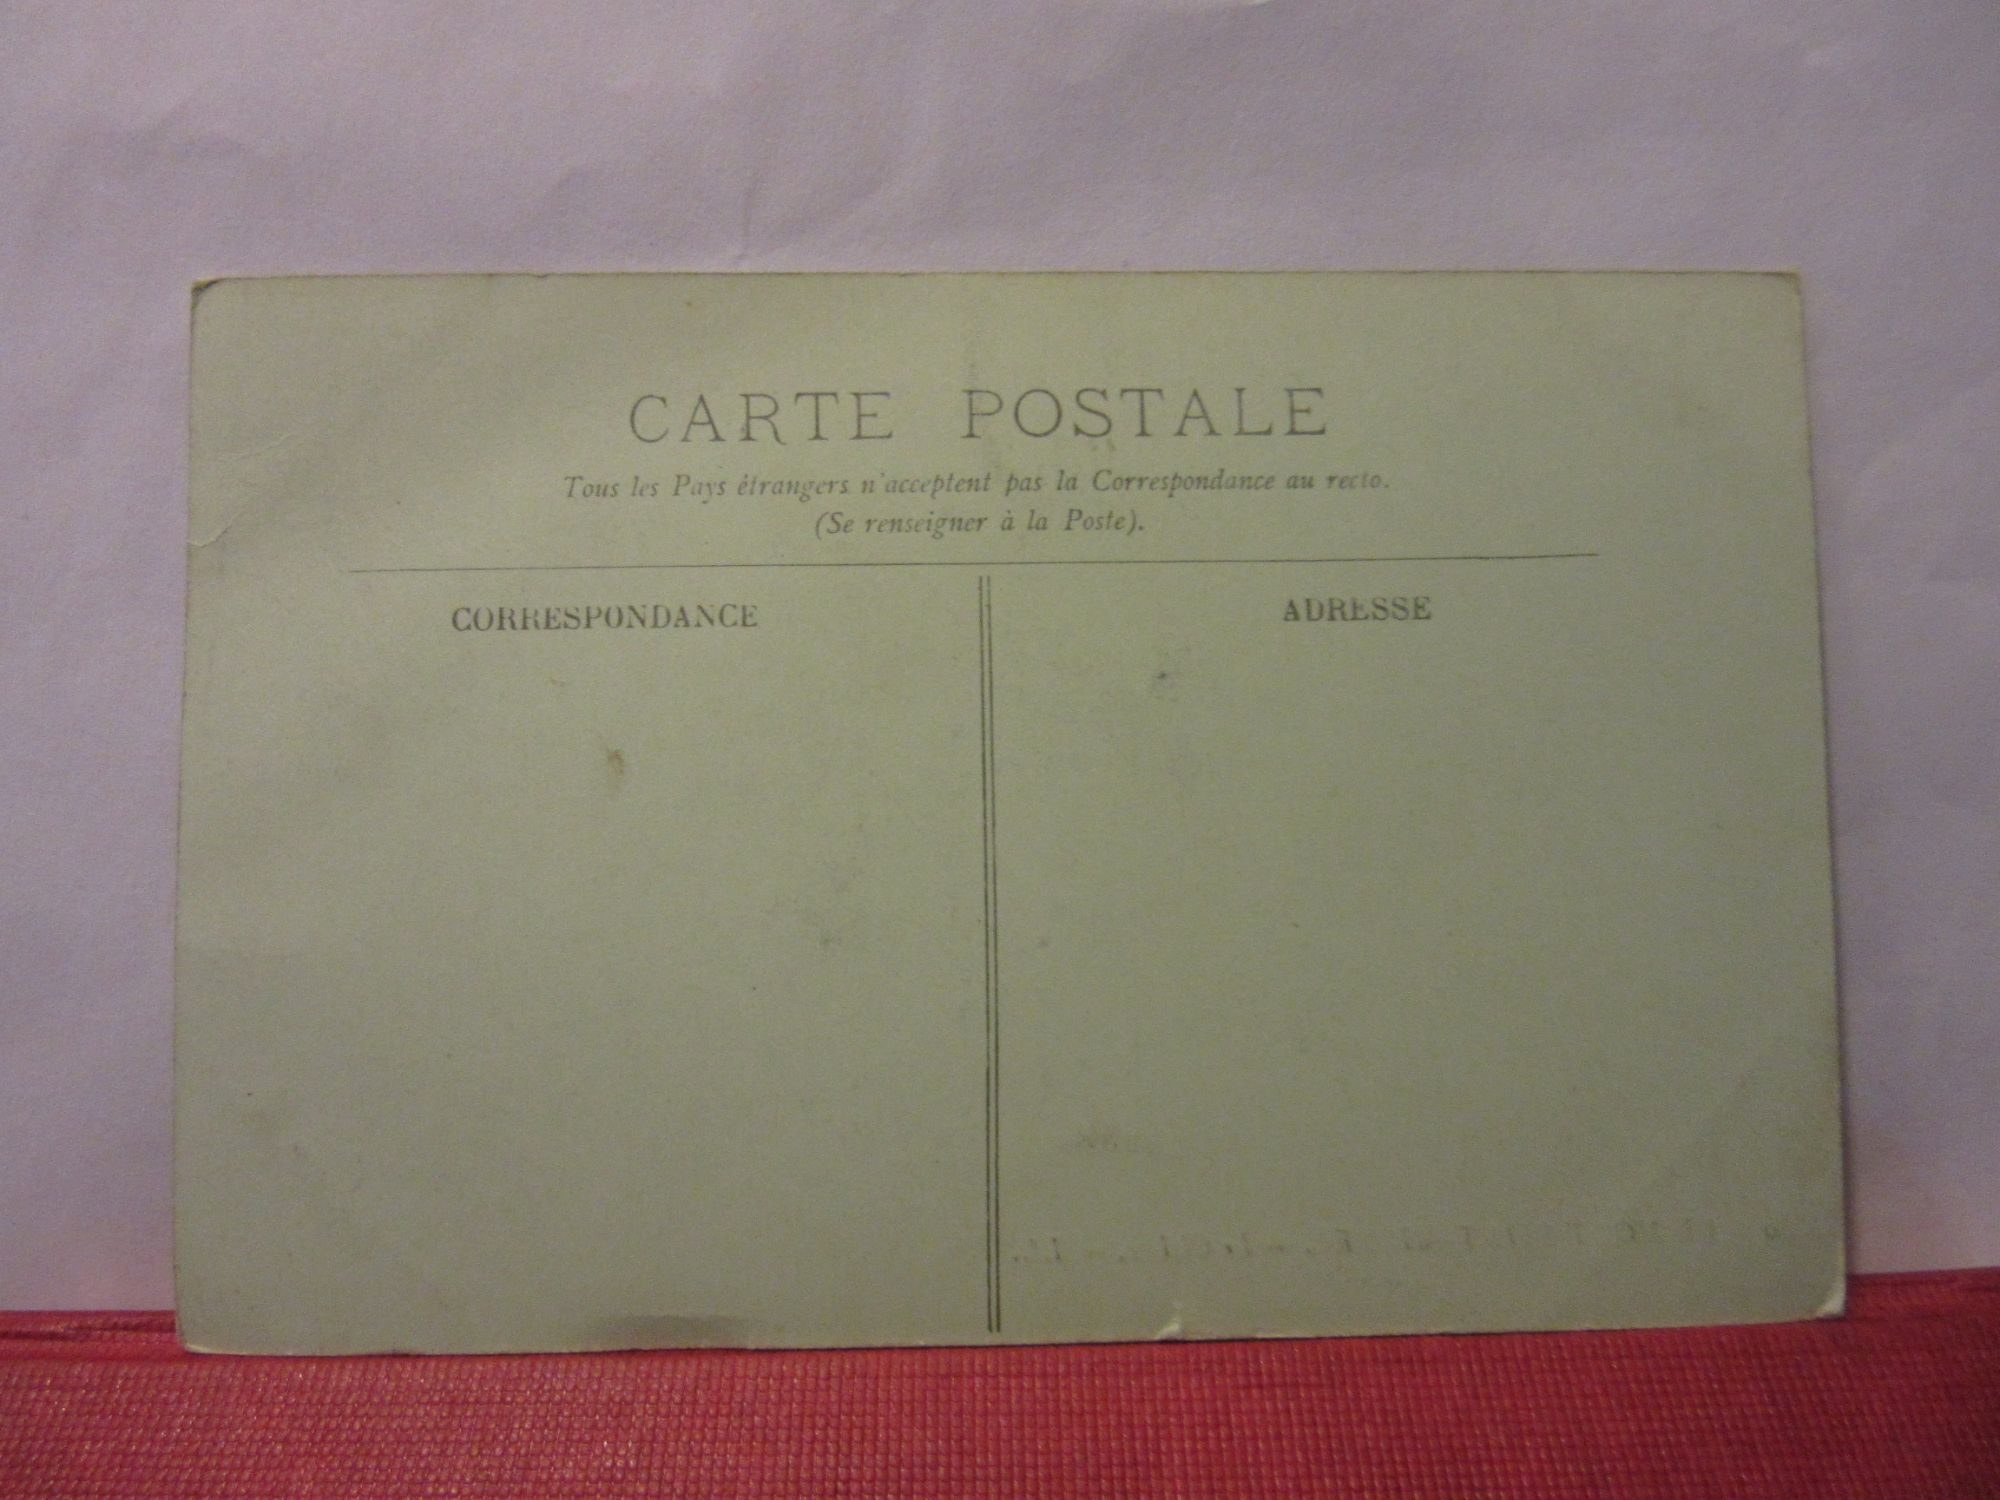 CARTE POSTALE
Tous les Pays étrangers n'acceptent pas la Correspondance au recto.
(Se renseigner à la Poste).
CORRESPONDANCE
ADRESSE